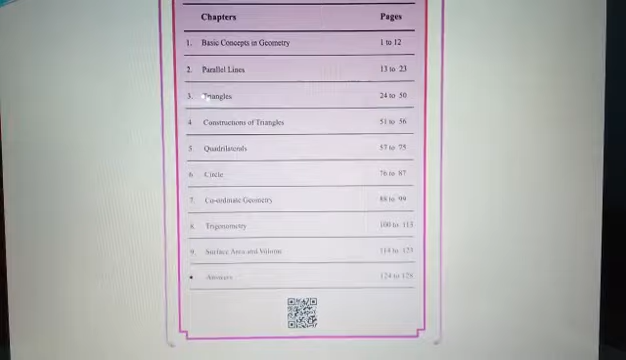 Chapters Pages
1. Basic Concepts in Geometry 1 to 12
2. Parallel Lines 13 to 23
3. Triangles 24 to 50
4. Constructions of Triangles 51 to 56
5. Quadrilaterals 57 to 75
6. Circle 76 to 87
7. Co-ordinate Geometry 88 to 99
8. Trigonometry 100 to 113
9. Surface Area and Volume 114 to 123
• Answers 124 to